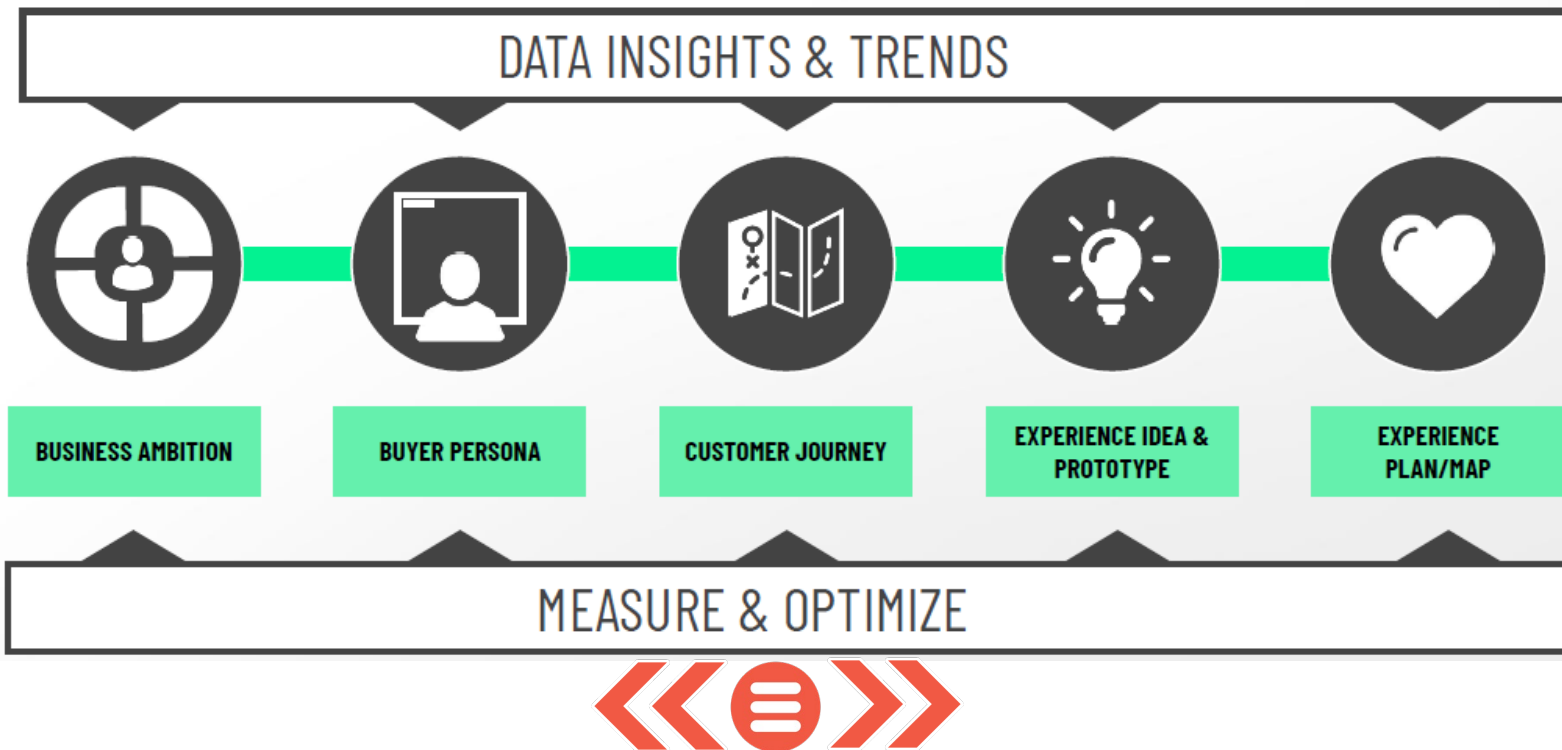 DATA INSIGHTS & TRENDS
BUSINESS AMBITION
BUYER PERSONA
CUSTOMER JOURNEY
EXPERIENCE IDEA &
PROTOTYPE
EXPERIENCE
PLAN/MAP
MEASURE & OPTIMIZE